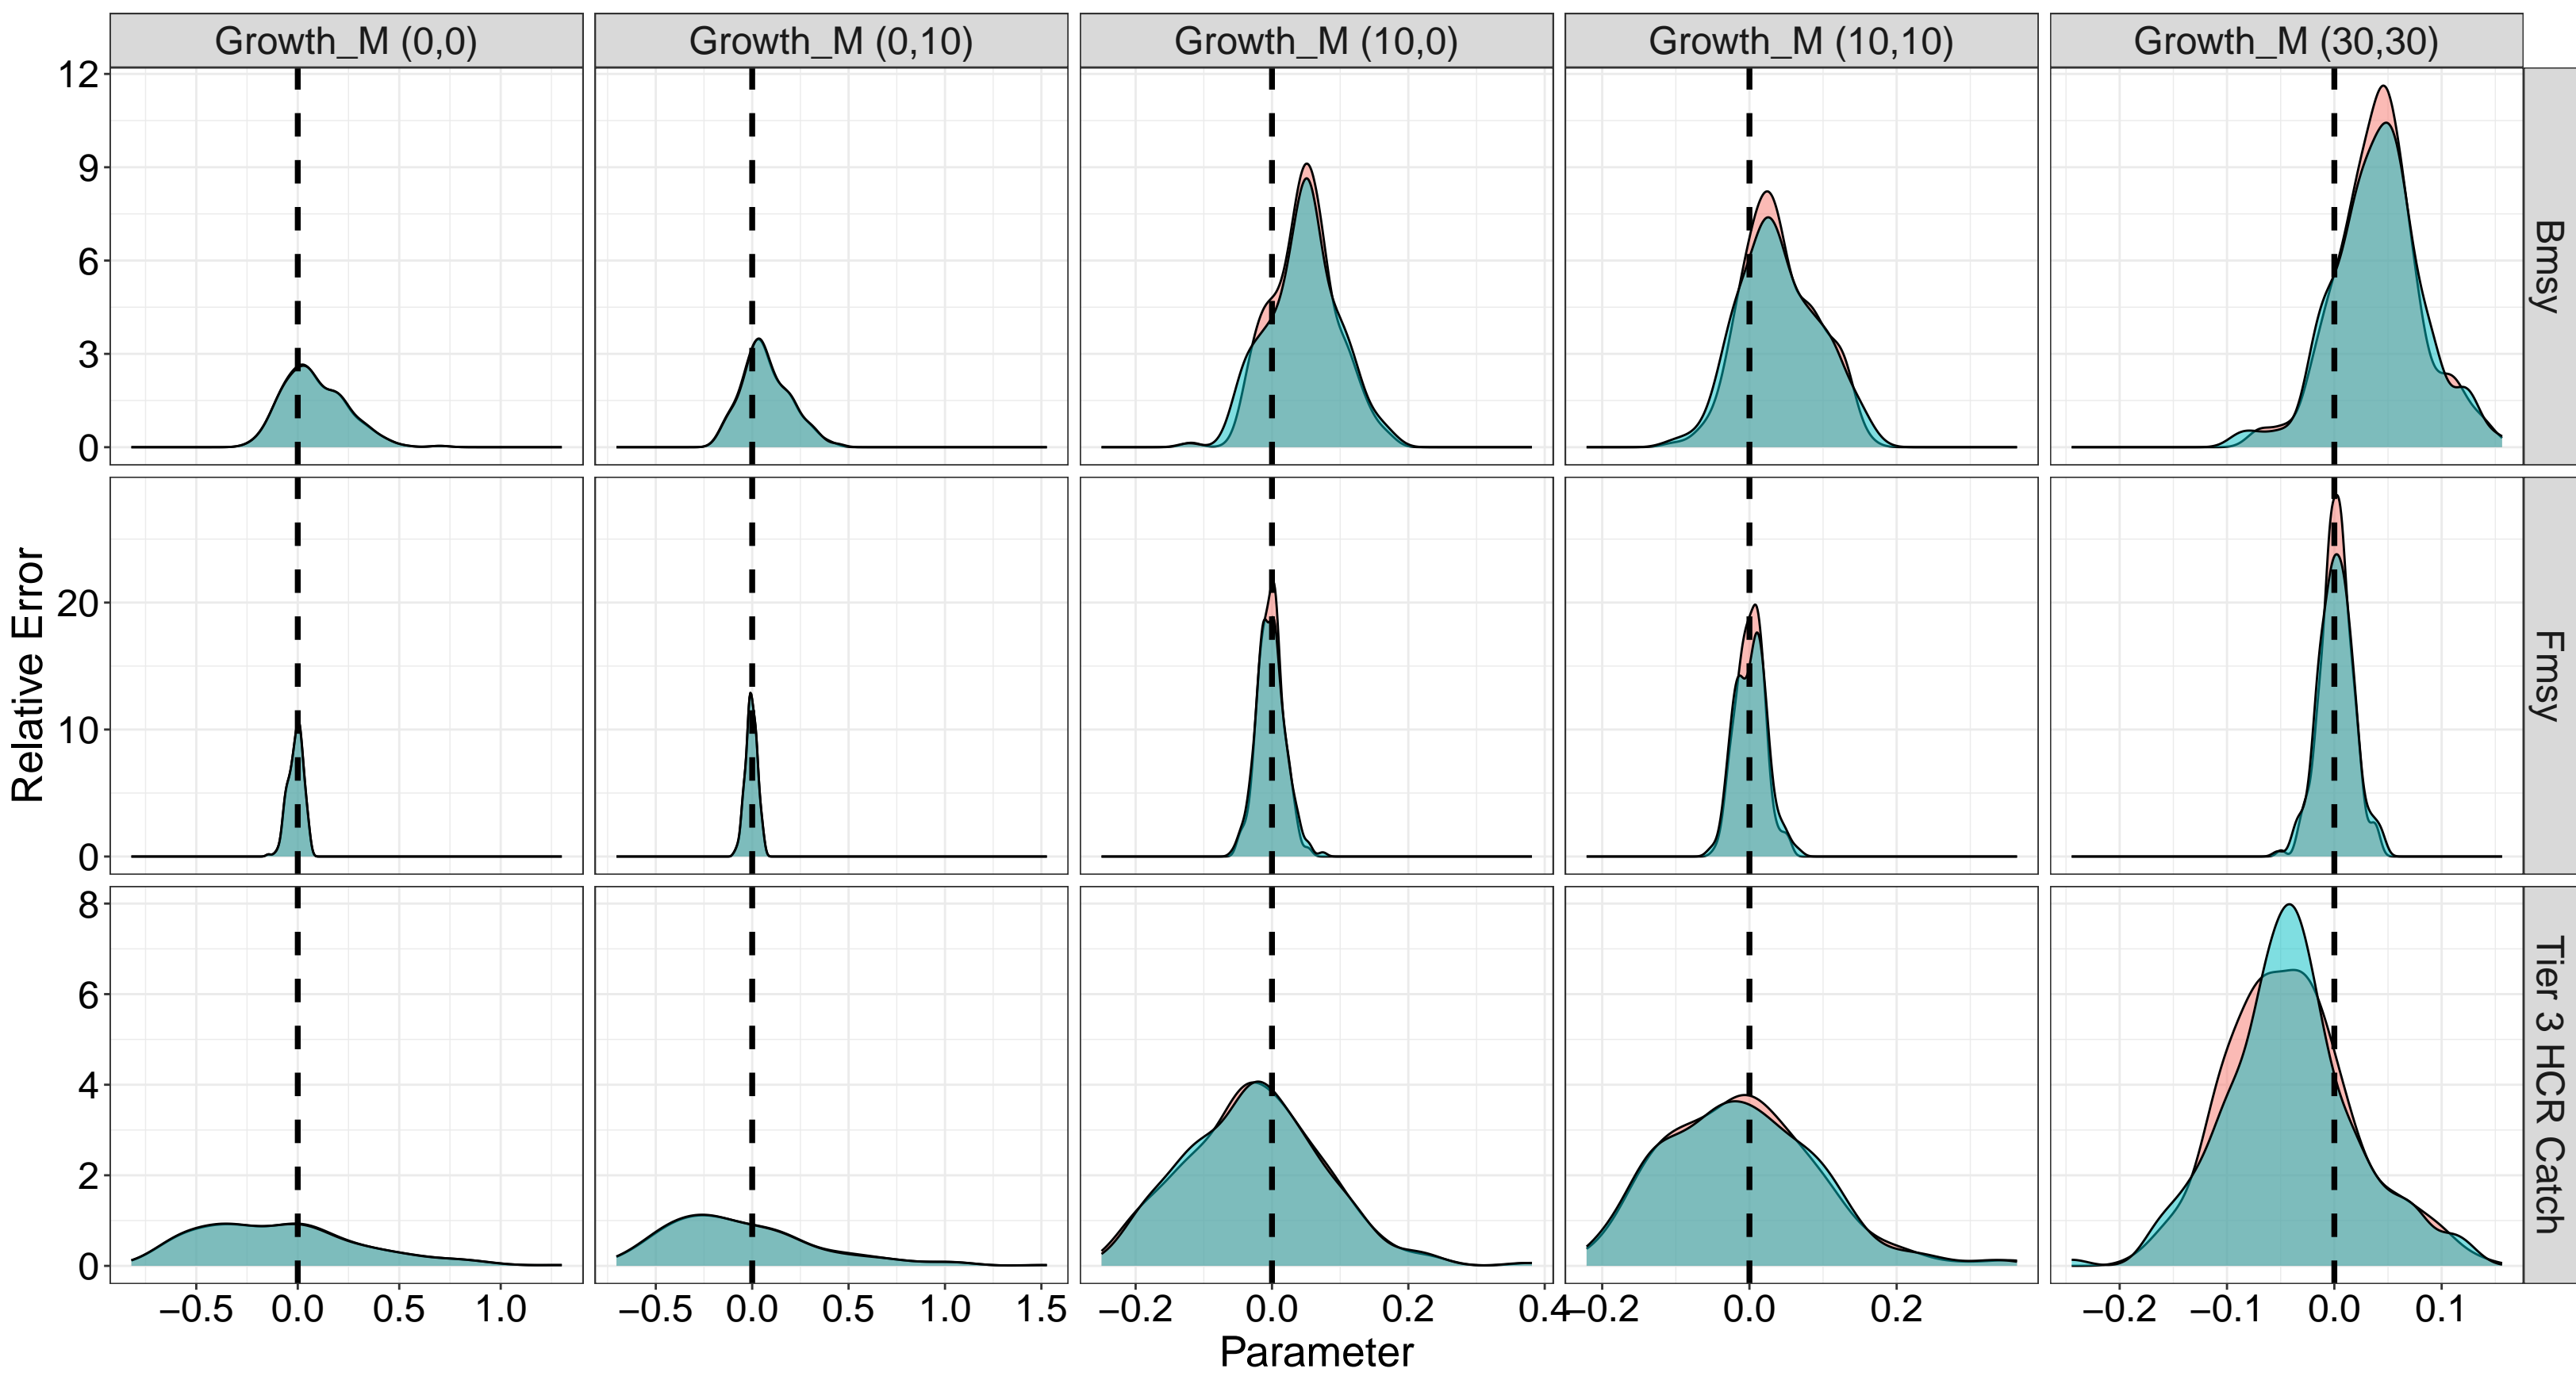 Growth_M (0,0)
Growth_M (0,10)
Growth_M (10,0)
Growth_M (10,10)
Growth_M (30,30)
12
9
6
3
0
Bmsy
Relative Error
20
10
0
Fmsy
8
6
4
2
0
Tier 3 HCR Catch
−0.5 0.0 0.5 1.0
−0.5 0.0 0.5 1.0 1.5
−0.2 0.0 0.2 0.4
−0.2 0.0 0.2
−0.2 −0.1 0.0 0.1
Parameter